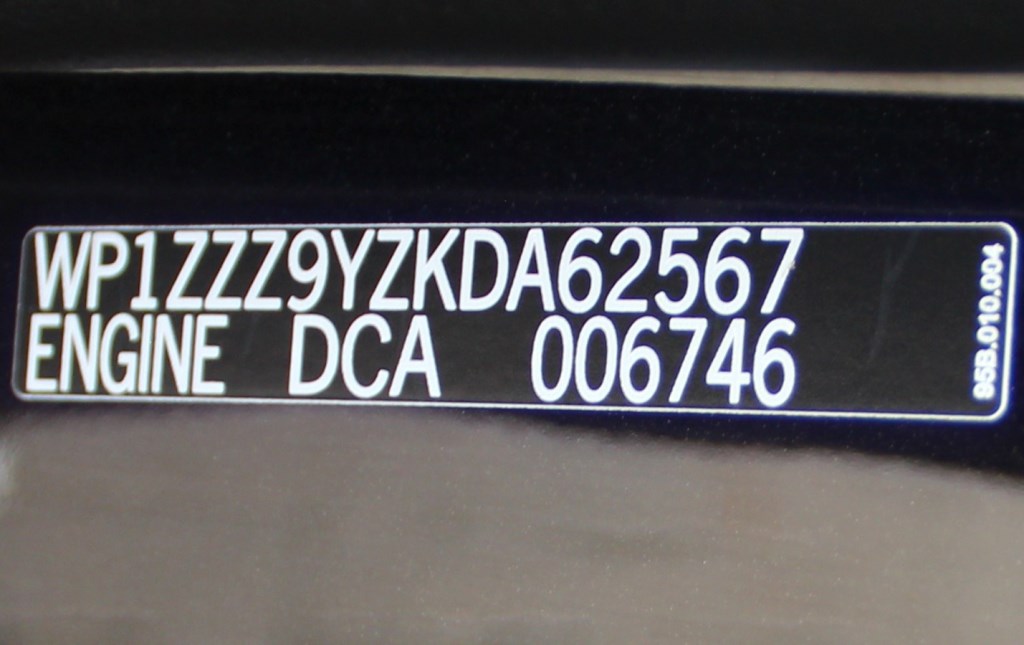 WP1ZZZ9YZKDA62567
ENGINE DCA 006746
95B.010.004